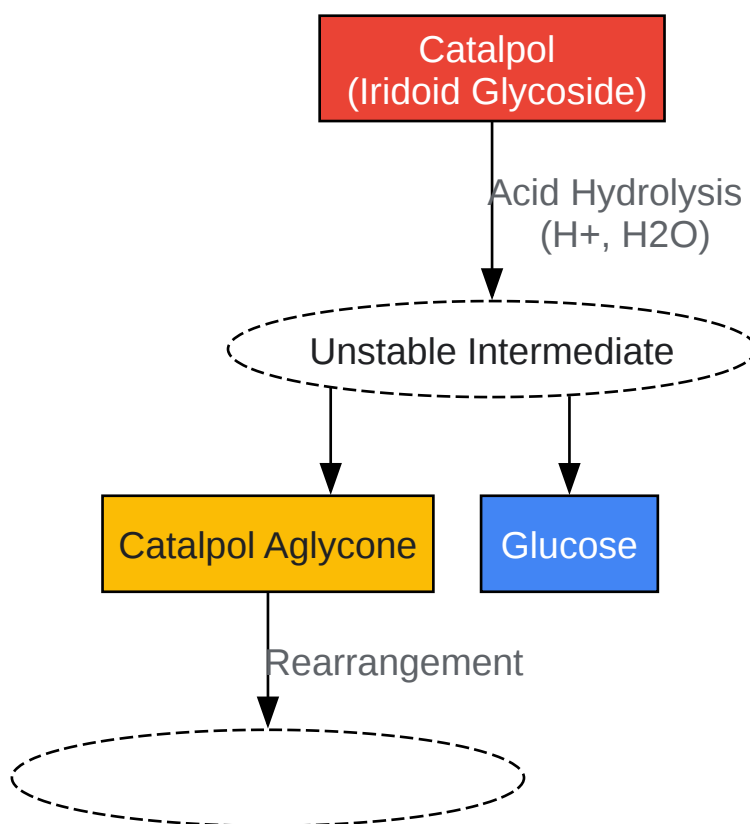 Catalpol
(Iridoid Glycoside)
Acid Hydrolysis
(H+, H2O)
Unstable Intermediate
Catalpol Aglycone
Glucose
Rearrangement